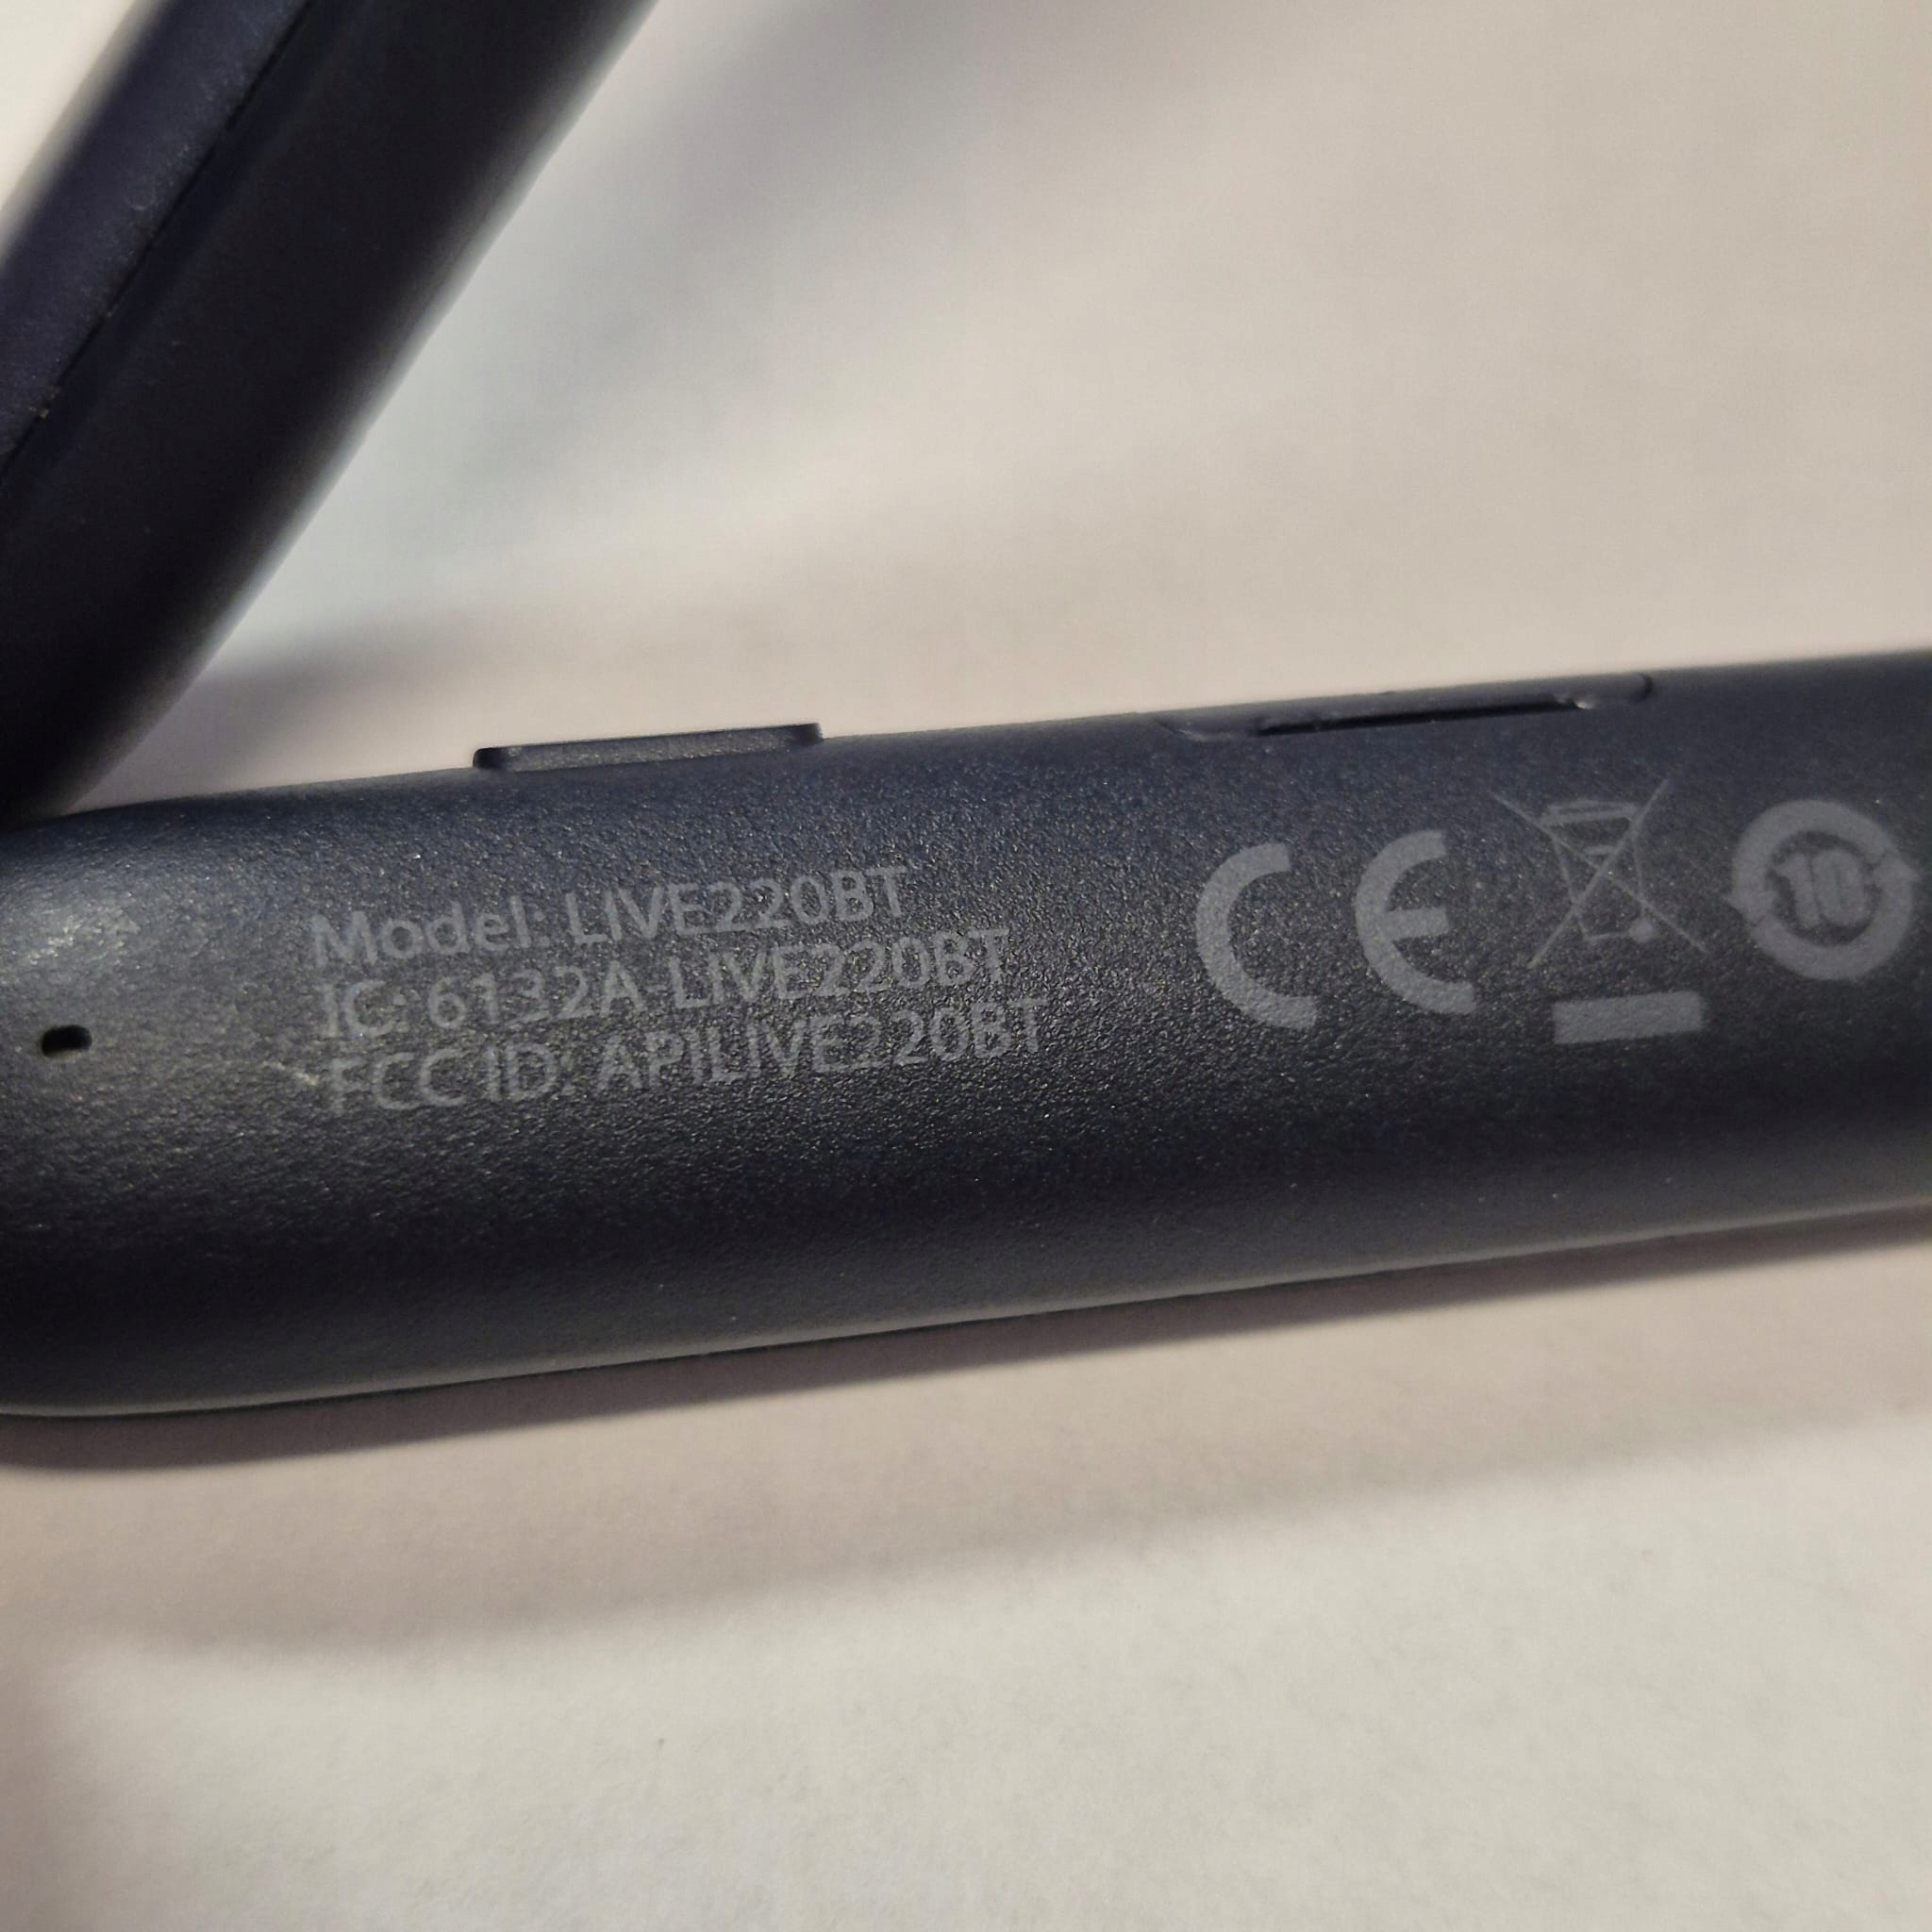 Model: LIVE220BT
IC: 6132A-LIVE220BT
FCC ID: APILIVE220BT
CE
10